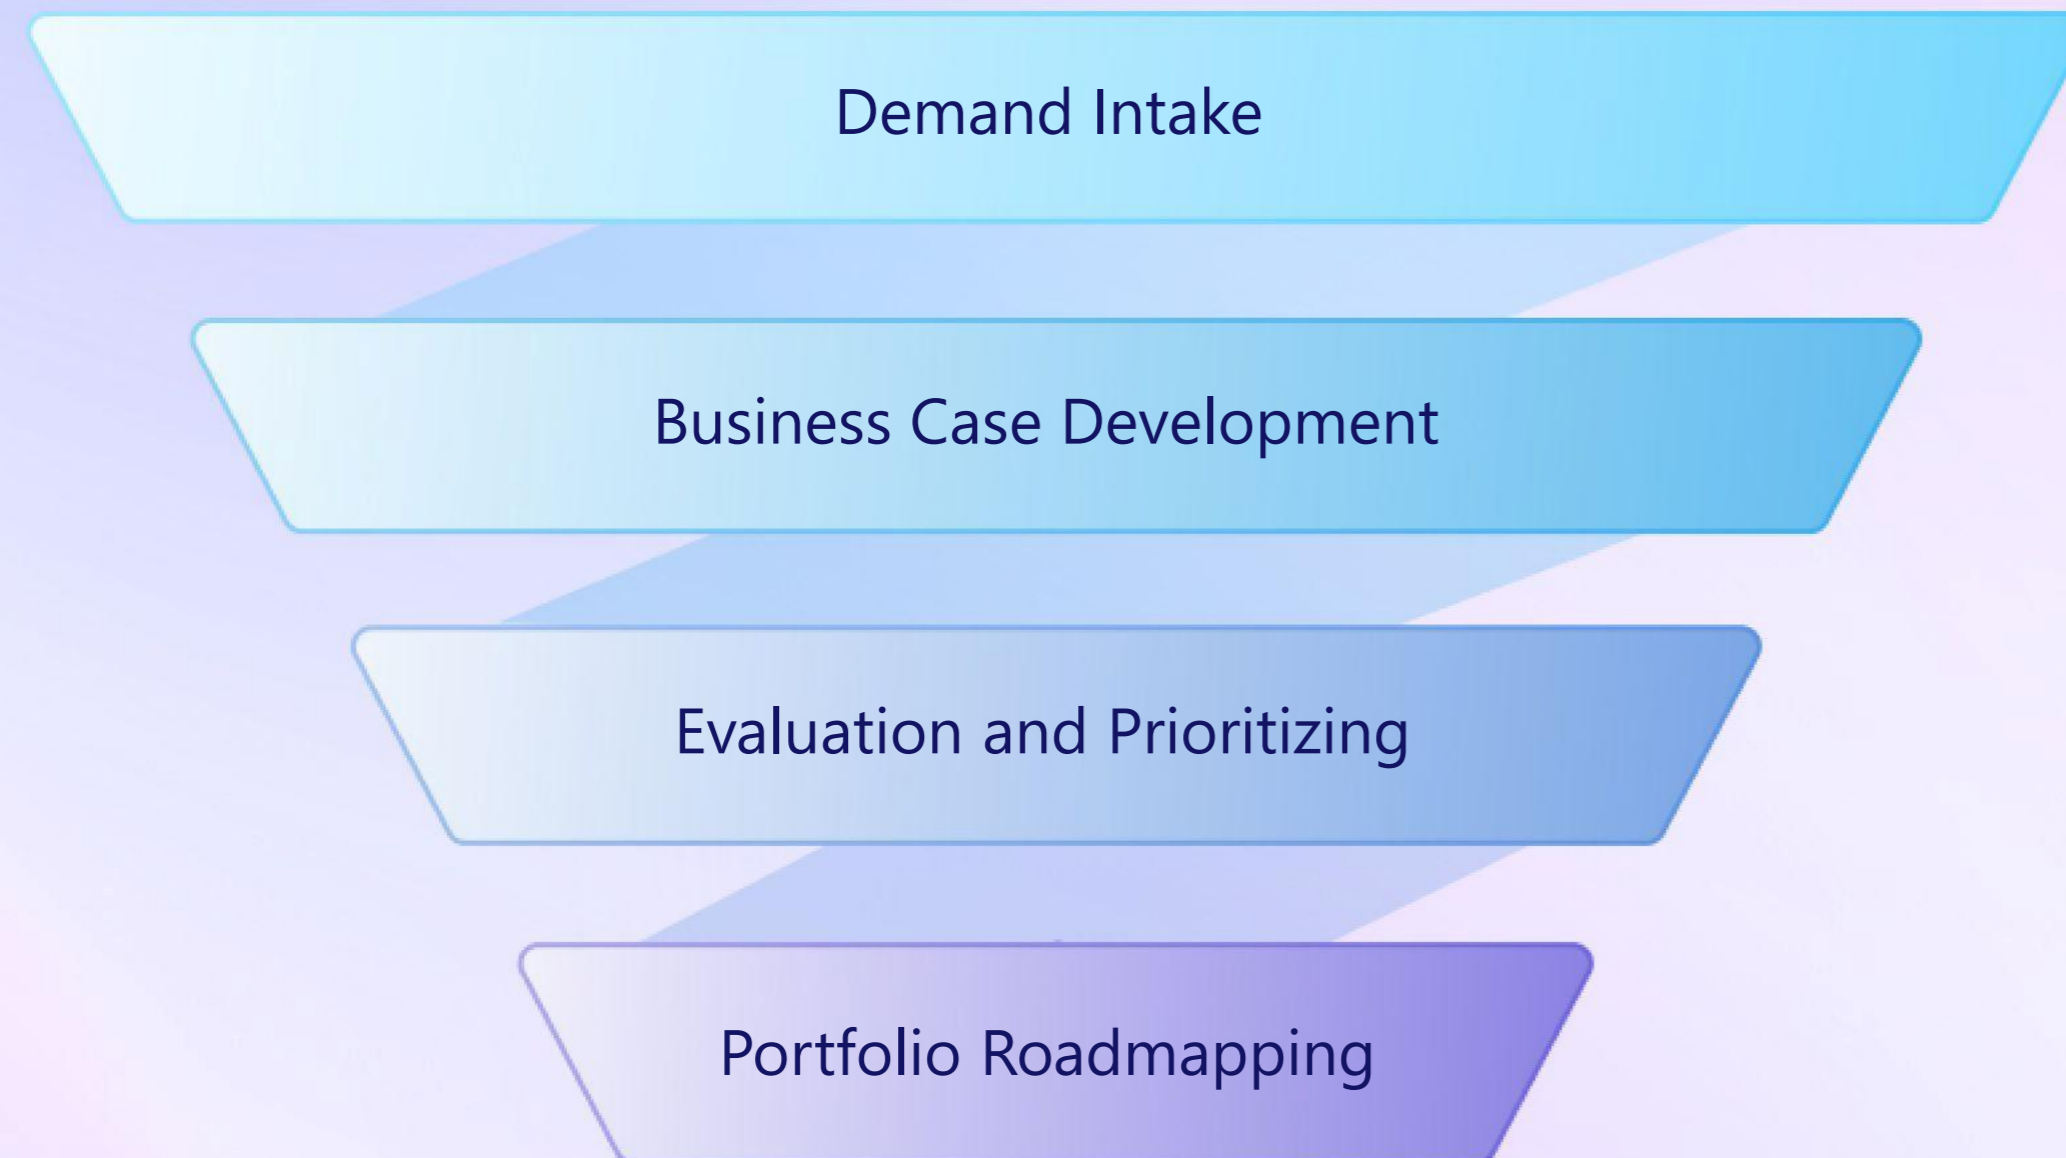 Demand Intake
Business Case Development
Evaluation and Prioritizing
Portfolio Roadmapping